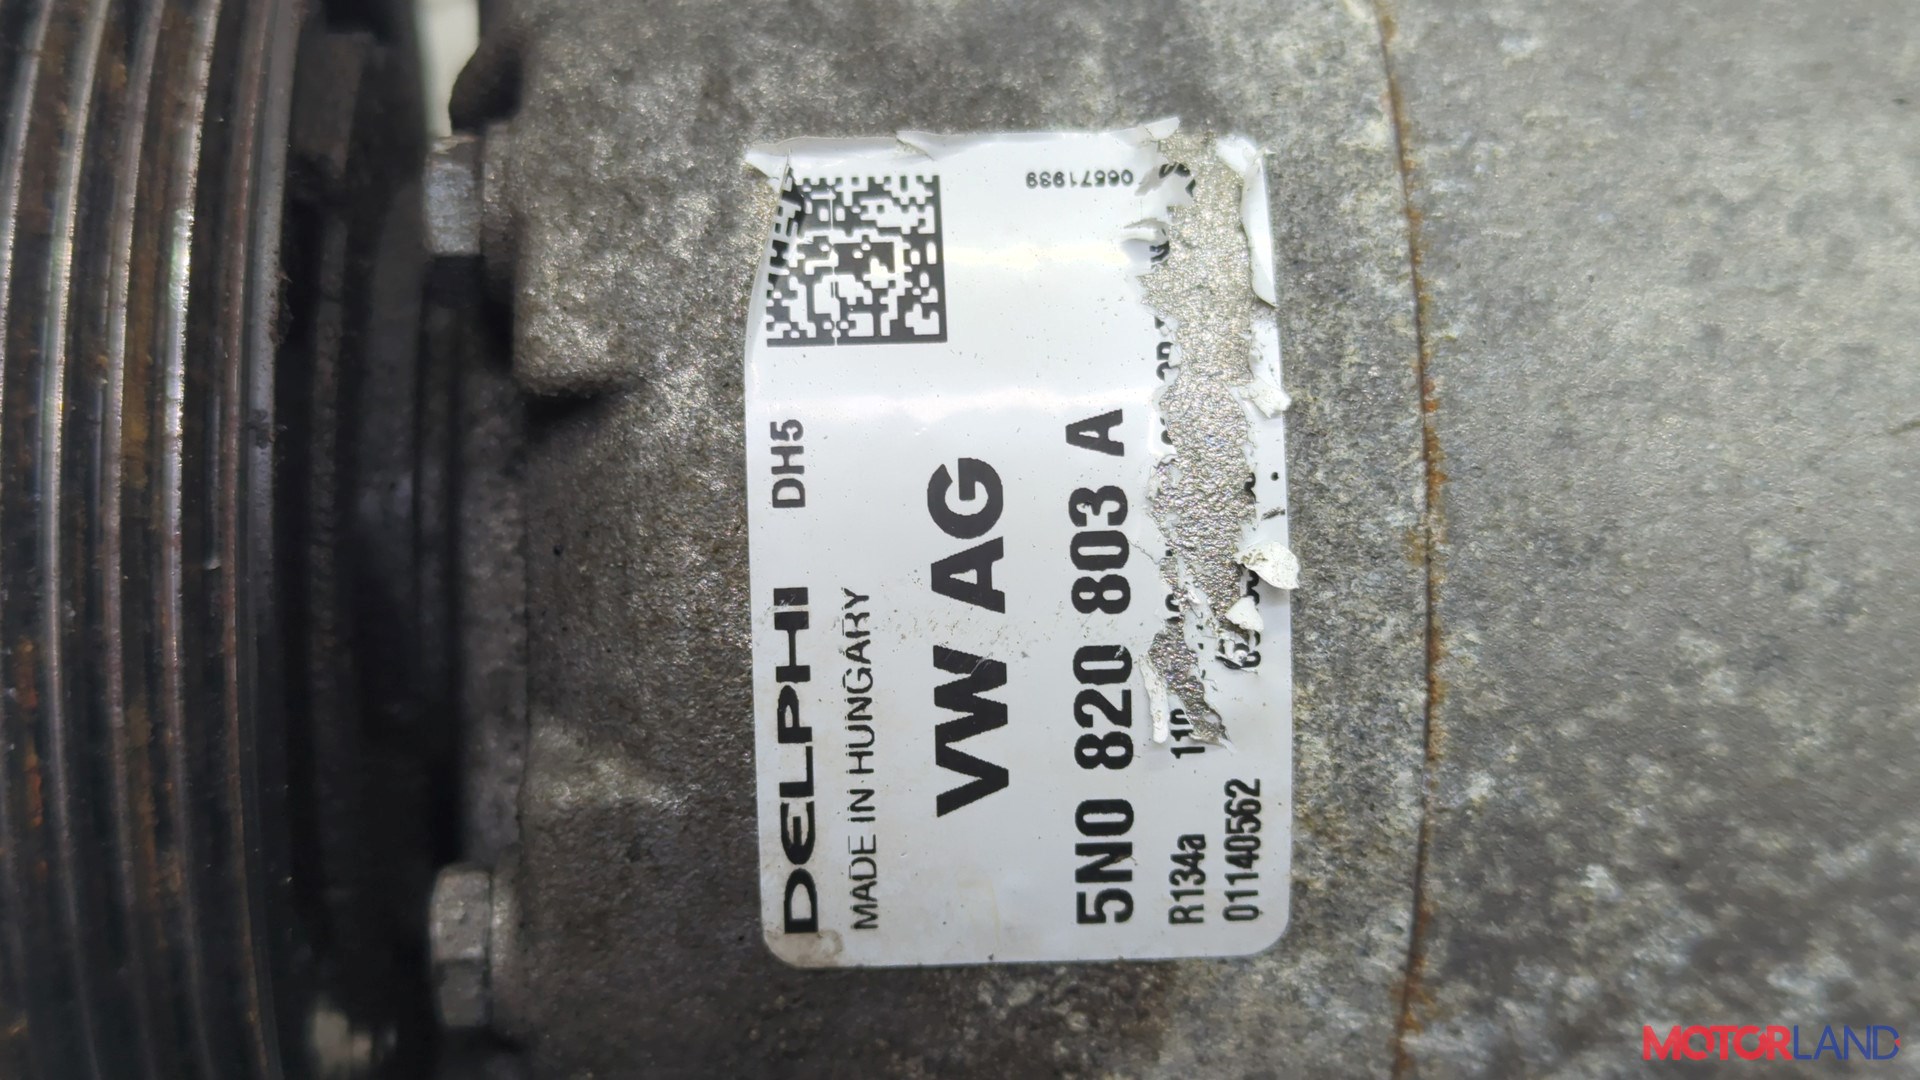 DELPHI DH5
MADE IN HUNGARY
VW AG
5N0 820 803 A
R134a
01140562
06571939
MOTORLAND